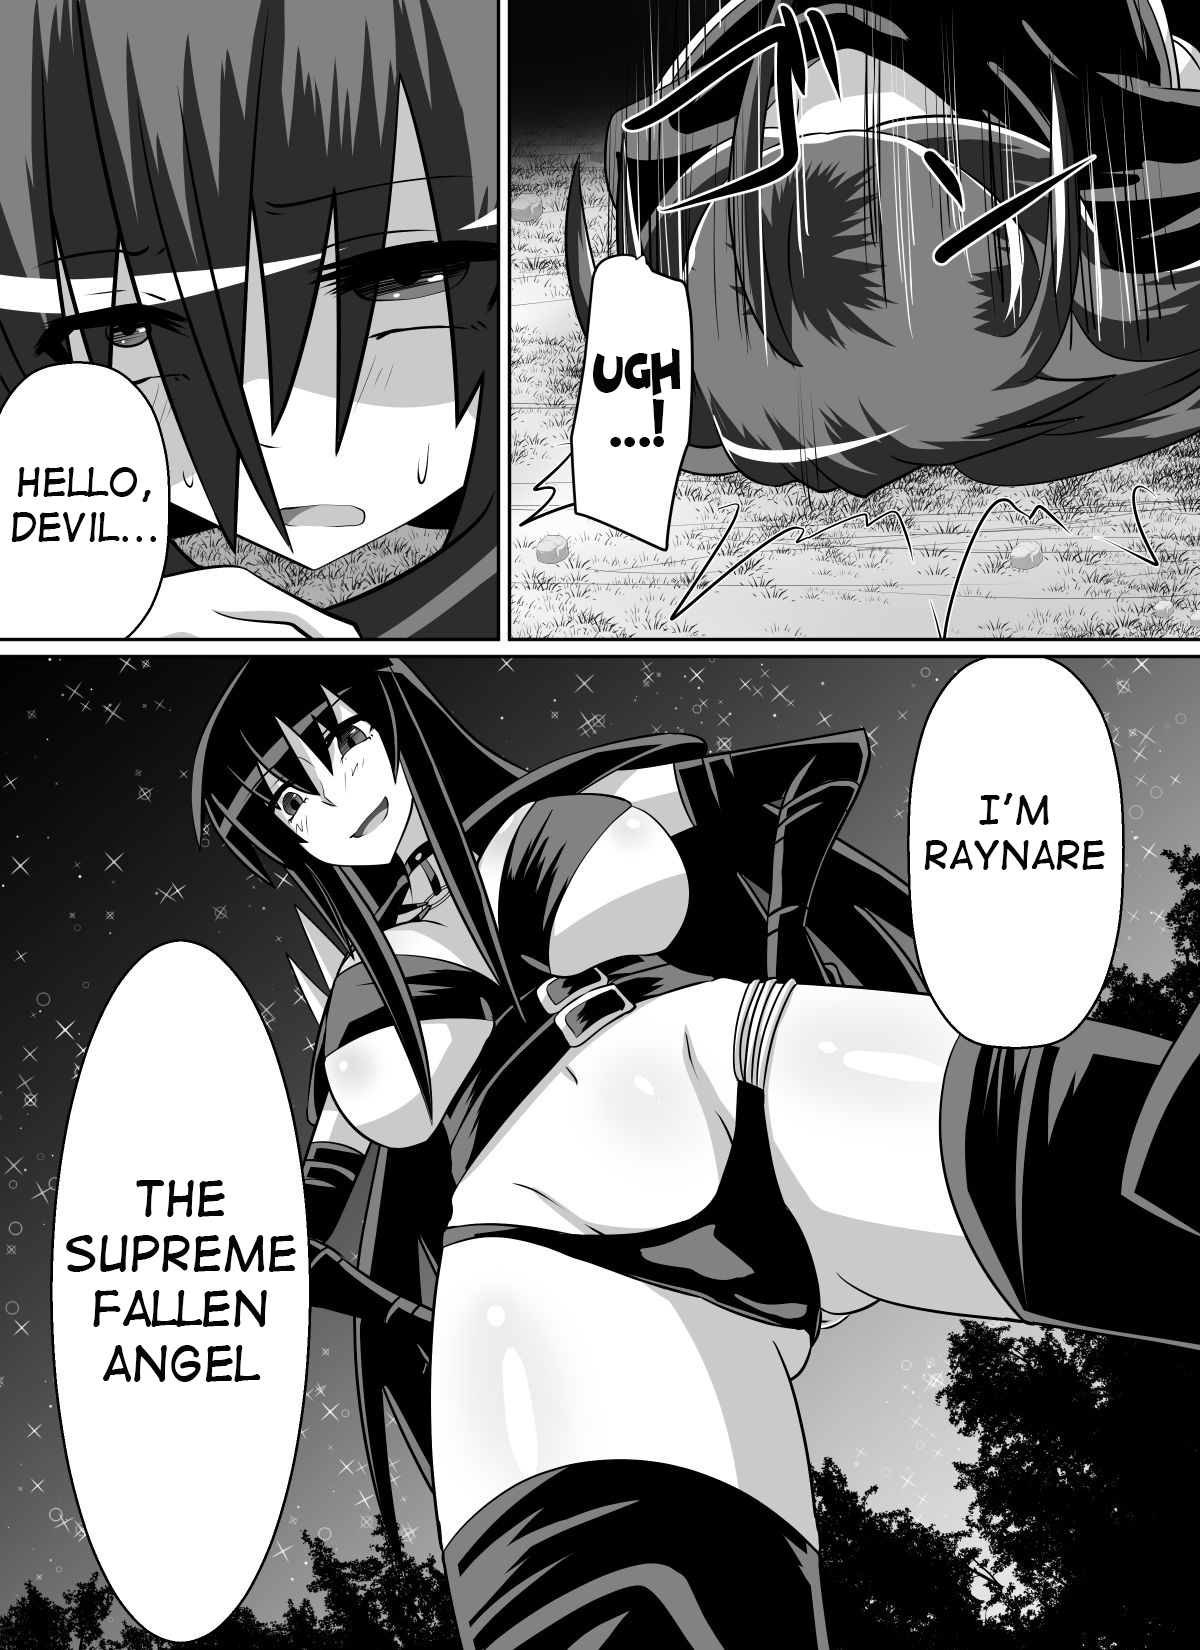 UGH
...!
HELLO,
DEVIL...
I'M
RAYNARE
THE
SUPREME
FALLEN
ANGEL